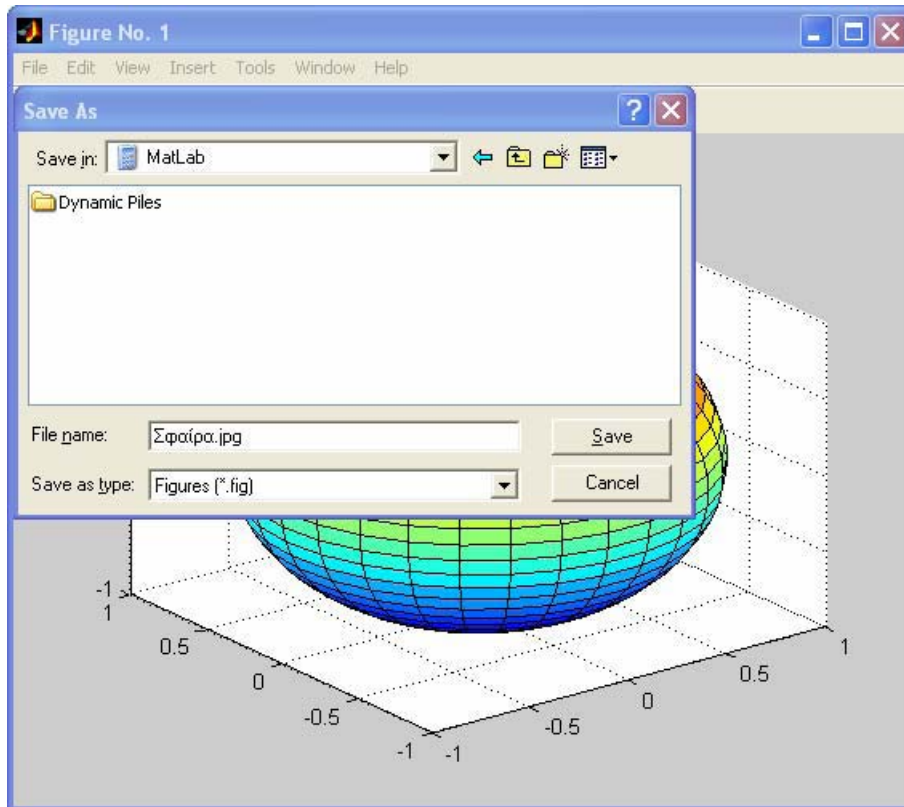 Figure No. 1
File Edit View Insert Tools Window Help
Save As
Save in: MatLab
Dynamic Piles
File name: Σφαίρα.jpg Save
Save as type: Figures (*.fig) Cancel
-1
1
0.5
0
-0.5
-1
-1
-0.5
0
0.5
1